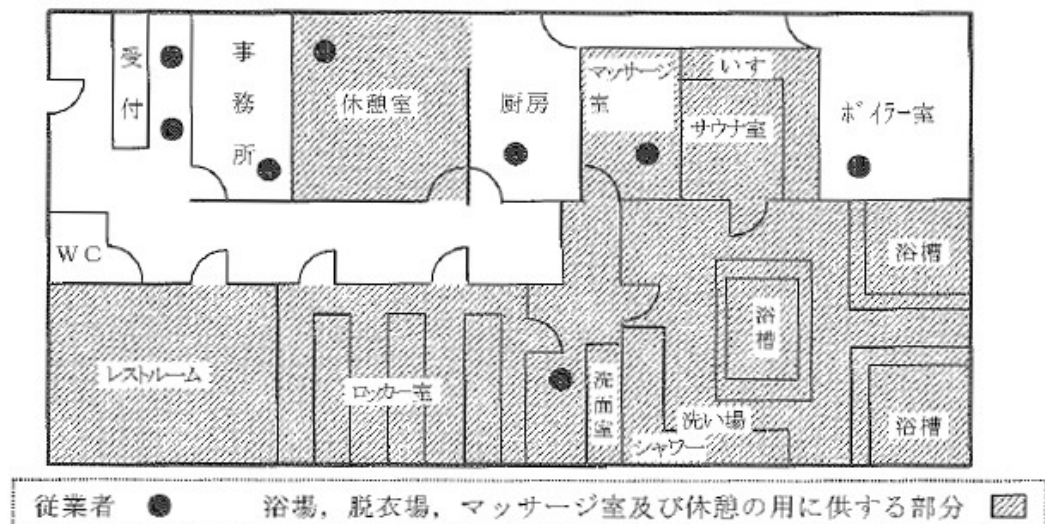 受付
事務所
休憩室
厨房
マッサージ
室
いす
サウナ室
ボイラー室
WC
浴槽
浴槽
レストルーム
ロッカー室
洗面室
洗い場
シャワー
浴槽
従業者 ● 浴場，脱衣場，マッサージ室及び休憩の用に供する部分